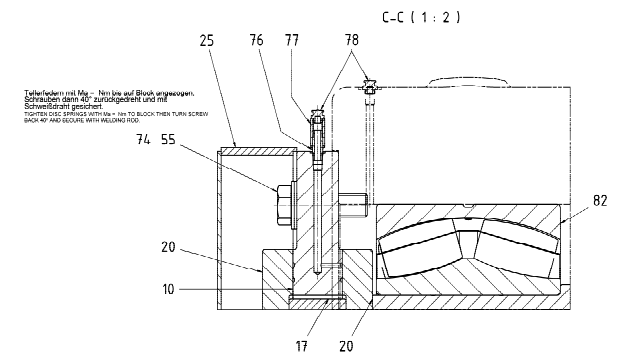 C-C ( 1 : 2 )
25
76
77
78
Tellerfedern mit Ma = Nm bis auf Block angezogen.
Schrauben dann 40° zurückgedreht und mit
Schweißdraht gesichert.
TIGHTEN DISC SPRINGS WITH Ma = Nm TO BLOCK THEN TURN SCREW
BACK 40° AND SECURE WITH WELDING ROD.
74 55
82
20
10
17
20